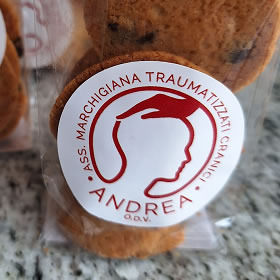 • ASS. MARCHIGIANA TRAUMATIZZATI CRANICI •
ANDREA
O.D.V.